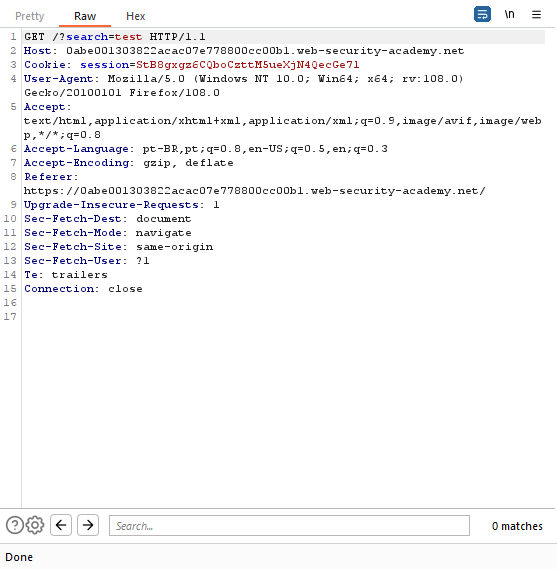 Pretty Raw Hex \n
1 GET /?search=test HTTP/1.1
2 Host: 0abe001303822acac07e778800cc00b1.web-security-academy.net
3 Cookie: session=StB8gxgz6CQboCzttM5ueXjN4QecGe71
4 User-Agent: Mozilla/5.0 (Windows NT 10.0; Win64; x64; rv:108.0)
Gecko/20100101 Firefox/108.0
5 Accept:
text/html,application/xhtml+xml,application/xml;q=0.9,image/avif,image/web
p,*/*;q=0.8
6 Accept-Language: pt-BR,pt;q=0.8,en-US;q=0.5,en;q=0.3
7 Accept-Encoding: gzip, deflate
8 Referer:
https://0abe001303822acac07e778800cc00b1.web-security-academy.net/
9 Upgrade-Insecure-Requests: 1
10 Sec-Fetch-Dest: document
11 Sec-Fetch-Mode: navigate
12 Sec-Fetch-Site: same-origin
13 Sec-Fetch-User: ?1
14 Te: trailers
15 Connection: close
16
17
Search... 0 matches
Done